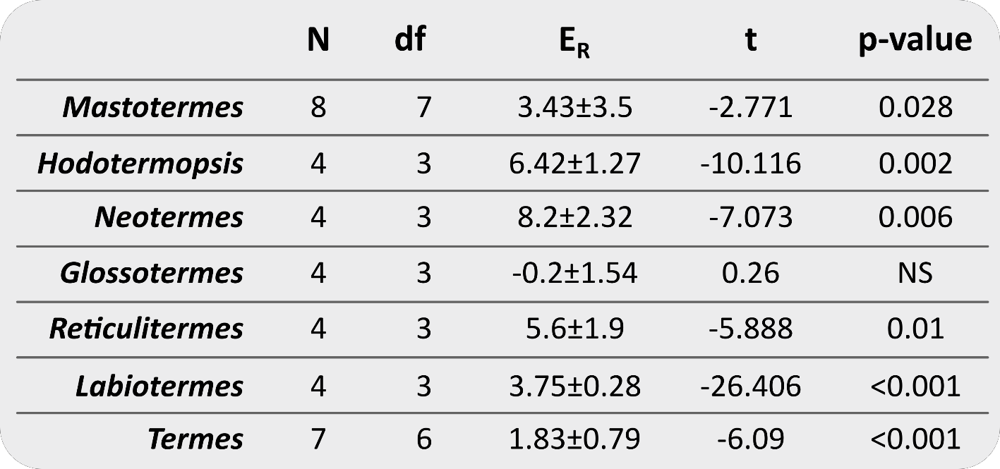 N df ER t p-value
Mastotermes 8 7 3.43±3.5 -2.771 0.028
Hodotermopsis 4 3 6.42±1.27 -10.116 0.002
Neotermes 4 3 8.2±2.32 -7.073 0.006
Glossotermes 4 3 -0.2±1.54 0.26 NS
Reticulitermes 4 3 5.6±1.9 -5.888 0.01
Labiotermes 4 3 3.75±0.28 -26.406 <0.001
Termes 7 6 1.83±0.79 -6.09 <0.001